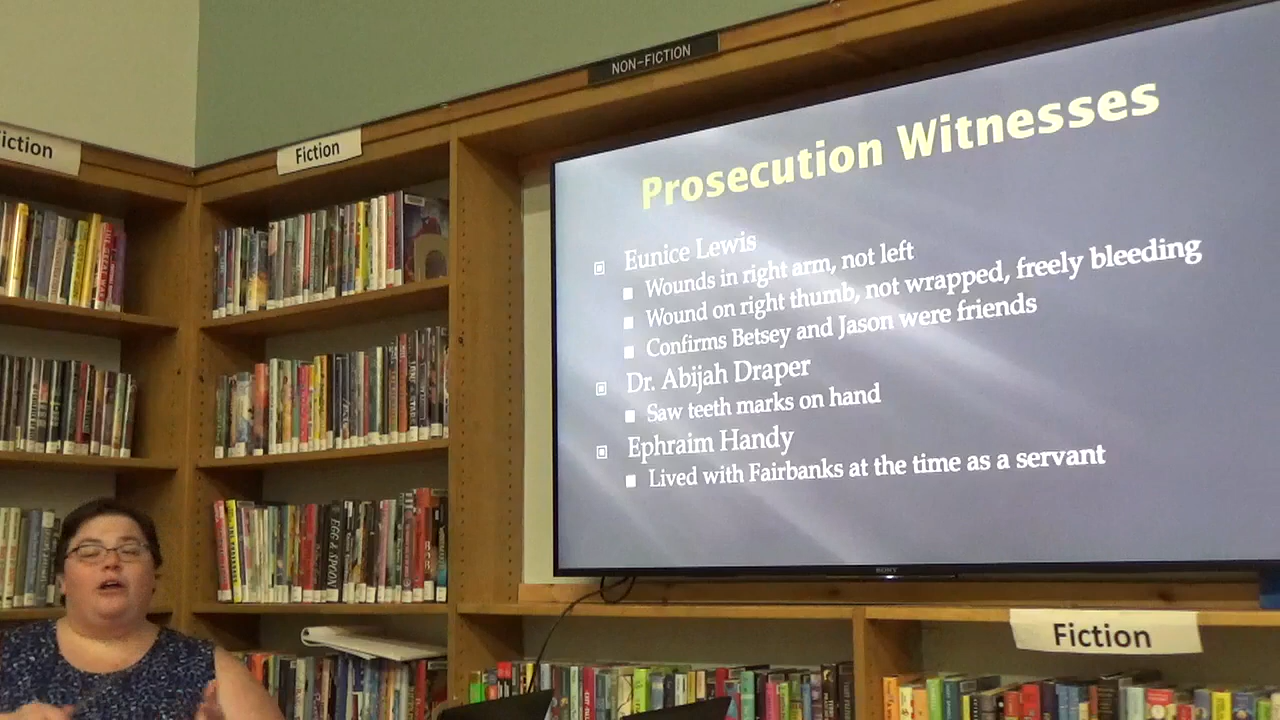 NON-FICTION
Fiction
Fiction
Prosecution Witnesses
Eunice Lewis
Wounds in right arm, not left
Wound on right thumb, not wrapped, freely bleeding
Confirms Betsey and Jason were friends
Dr. Abijah Draper
Saw teeth marks on hand
Ephraim Handy
Lived with Fairbanks at the time as a servant
EGG & SPOON
SONY
Fiction